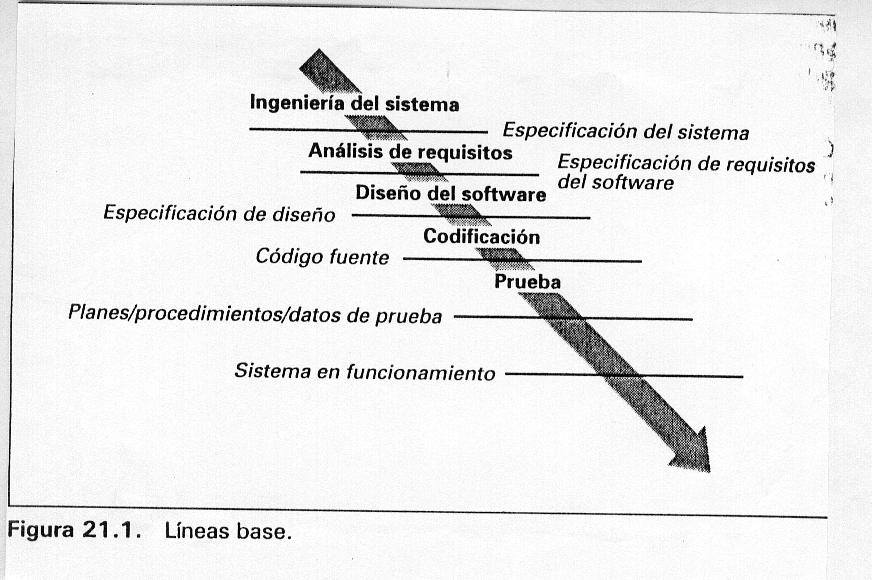 Ingeniería del sistema
Especificación del sistema
Análisis de requisitos
Especificación de requisitos
del software
Diseño del software
Especificación de diseño
Codificación
Código fuente
Prueba
Planes/procedimientos/datos de prueba
Sistema en funcionamiento
Figura 21.1. Líneas base.